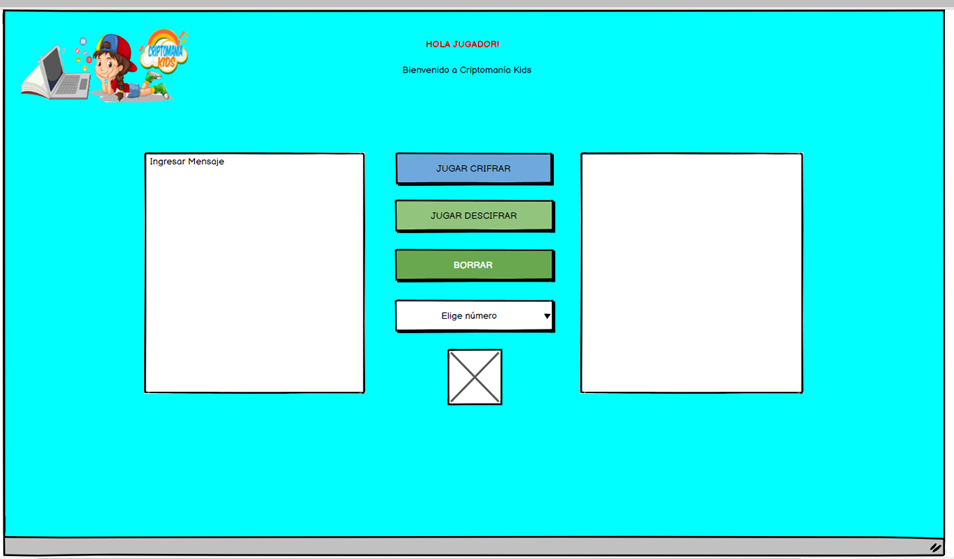 CRIPTOMANIA
KIDS
HOLA JUGADOR!
Bienvenido a Criptomanía Kids
Ingresar Mensaje
JUGAR CRIFRAR
JUGAR DESCIFRAR
BORRAR
Elige número